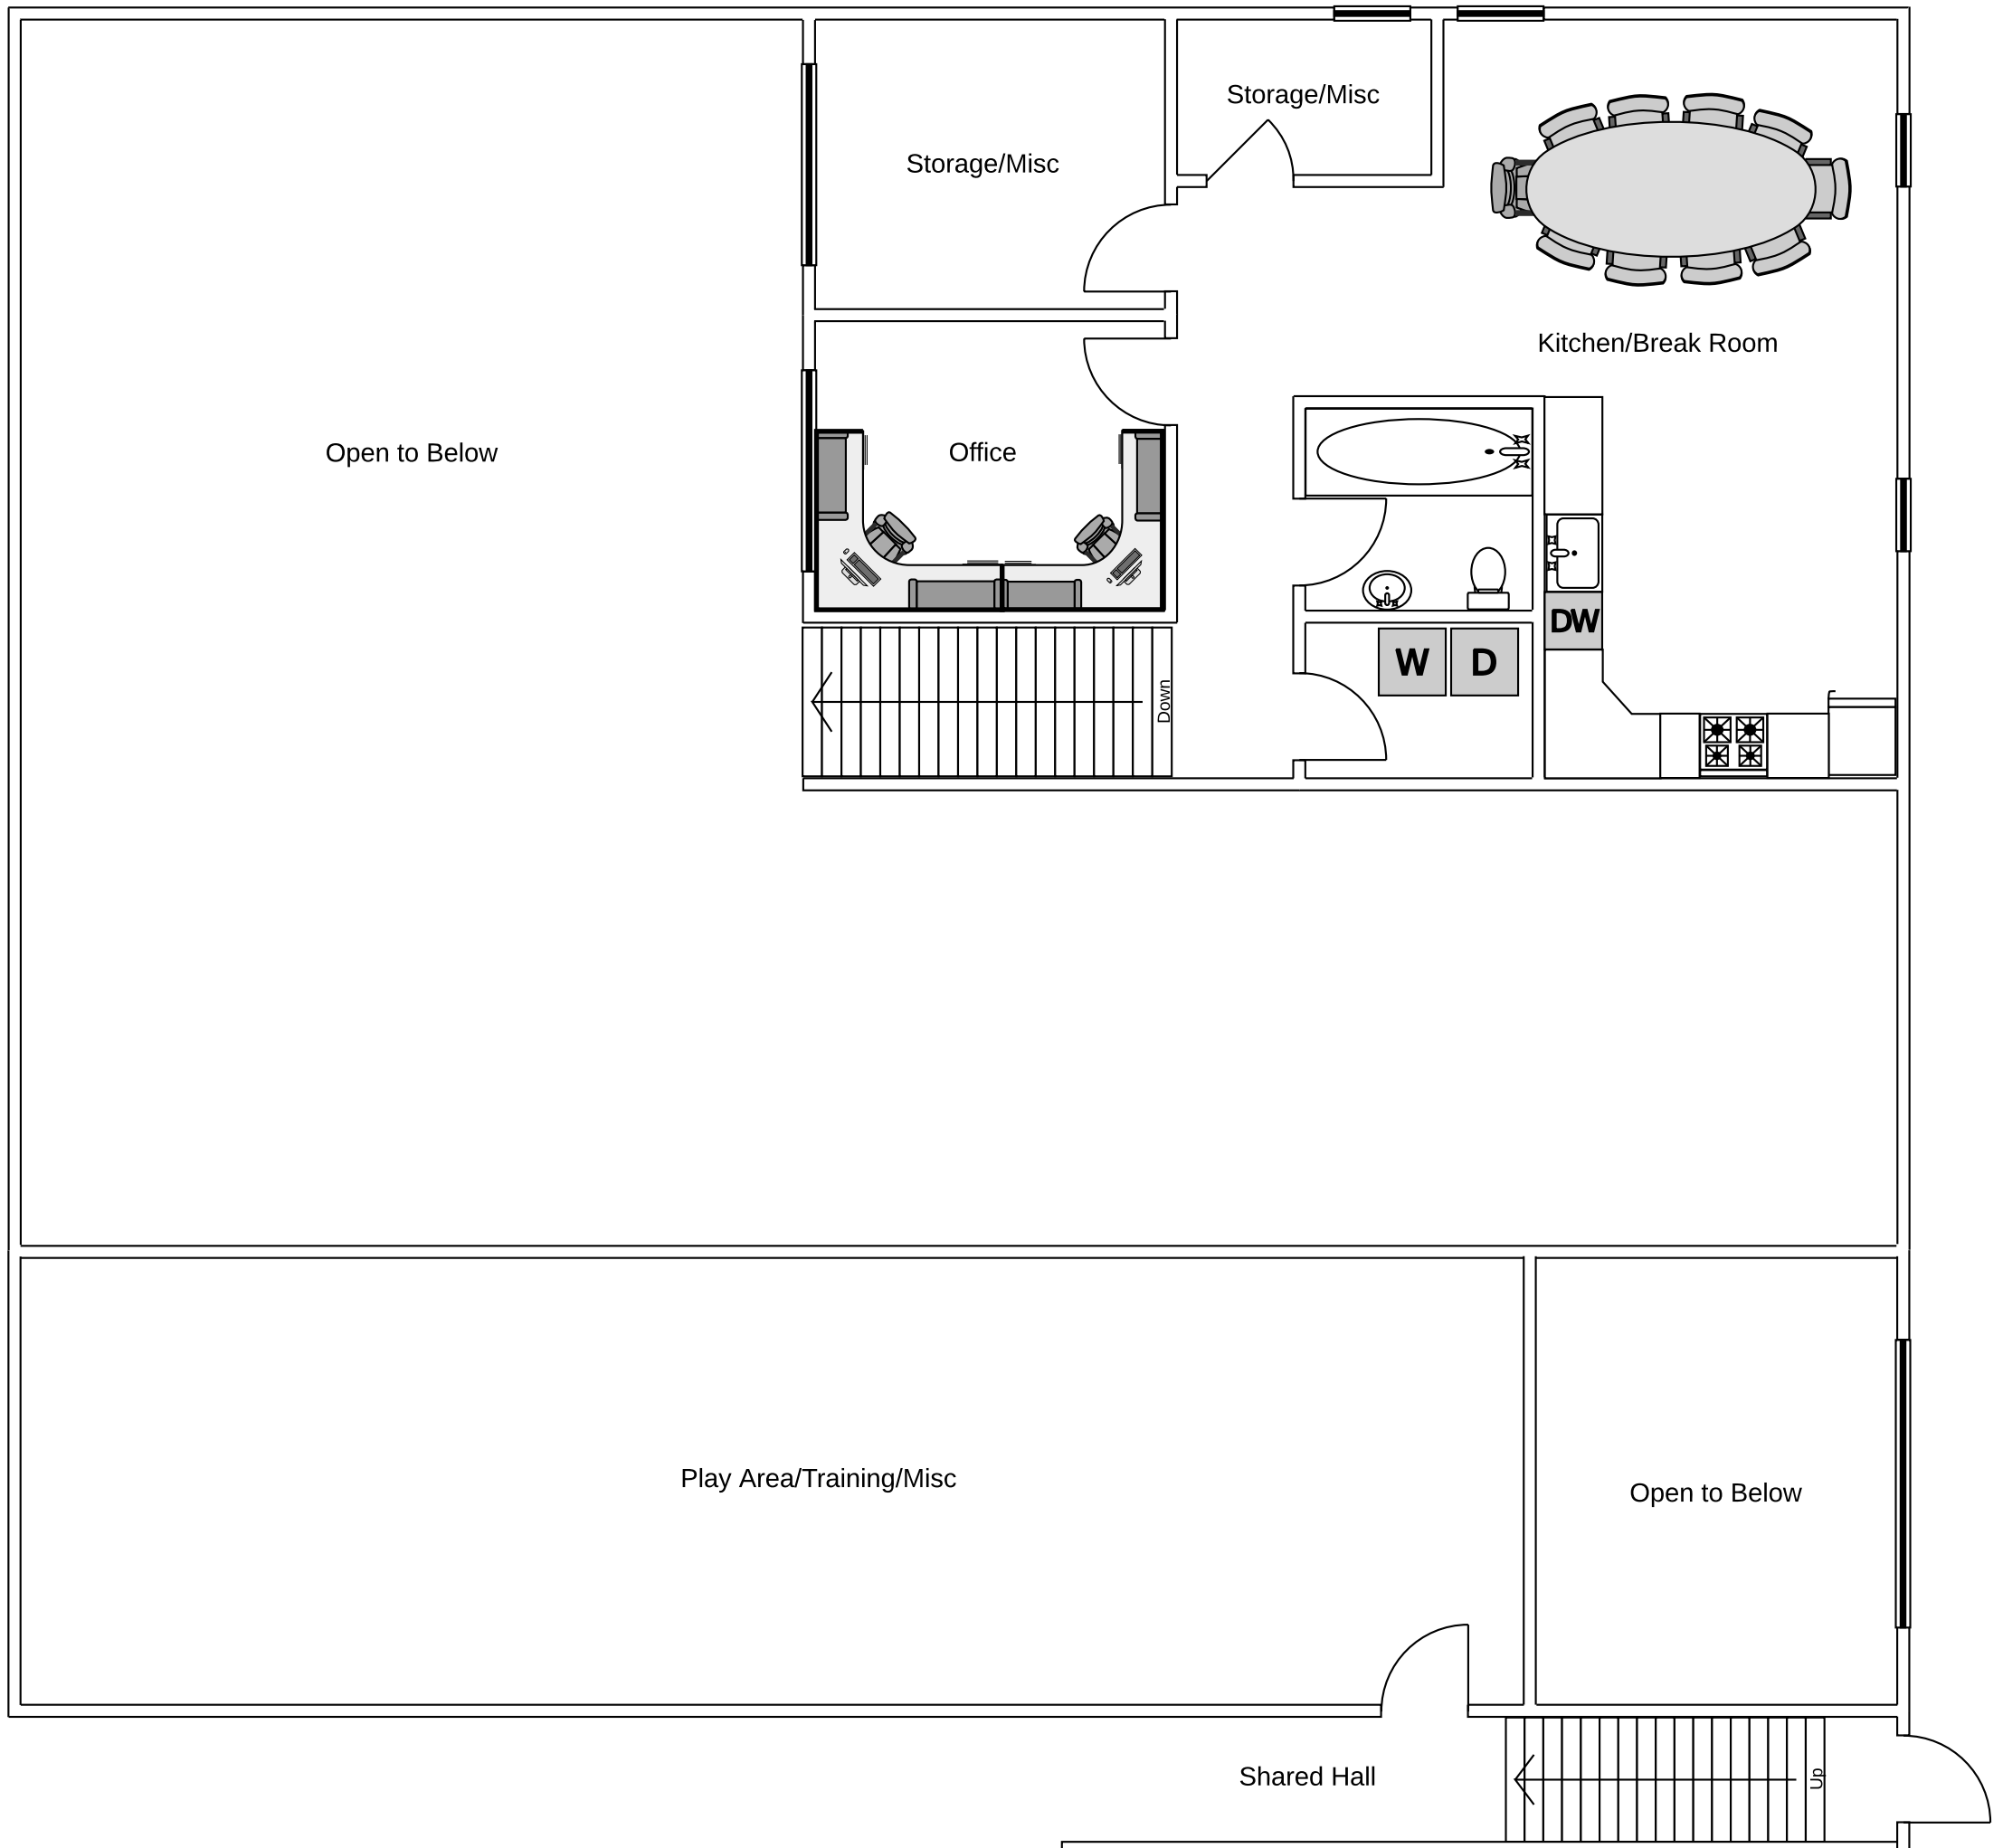 Storage/Misc
Storage/Misc
Kitchen/Break Room
Open to Below
Office
DW
W
D
Down
Play Area/Training/Misc
Open to Below
Shared Hall
Up